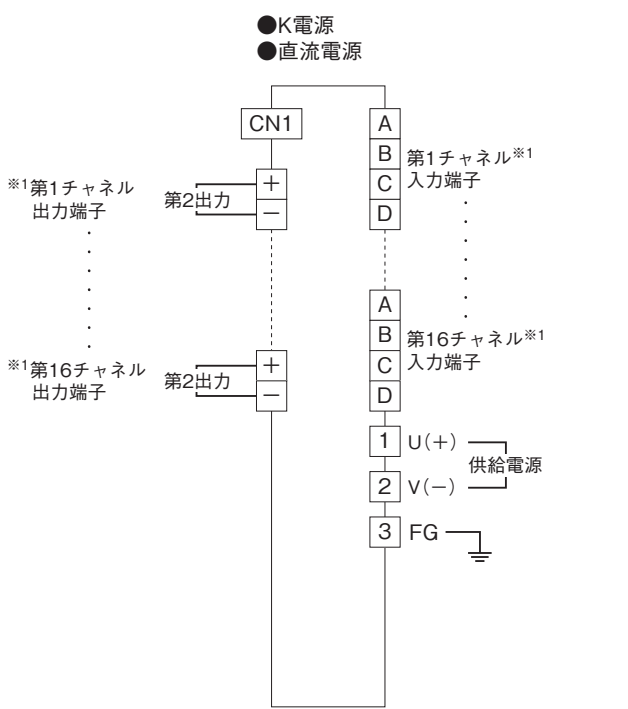 ●K電源
●直流電源
CN1
※1第1チャネル
出力端子
第2出力
+
−
※1第16チャネル
出力端子
第2出力
+
−
A
B
C
D
第1チャネル※1
入力端子
A
B
C
D
第16チャネル※1
入力端子
1 U(+)
供給電源
2 V(−)
3 FG